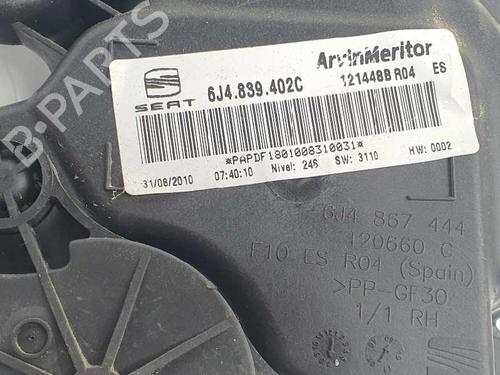 B-PARTS
SEAT
6J4.839.402C
ArvinMeritor
121448B R04 ES
*PAPDF1801008310031*
31/08/2010 07:40:10 Nivel: 24S SW: 3110 HW: 0002
6J4 867 444
120660 C
F10 ES R04 (Spain)
>PP-GF30
1/1 RH